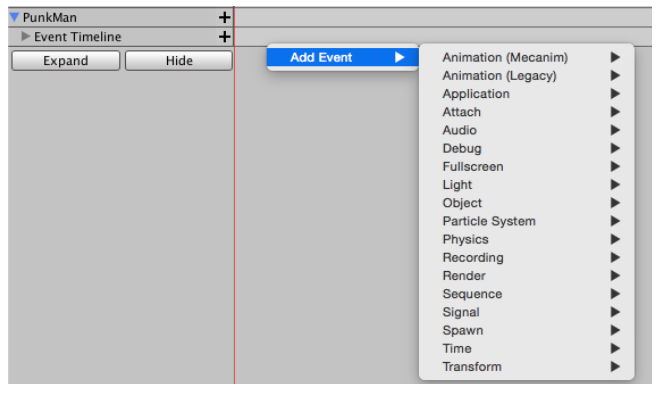 PunkMan +
Event Timeline +
Expand Hide
Add Event
Animation (Mecanim)
Animation (Legacy)
Application
Attach
Audio
Debug
Fullscreen
Light
Object
Particle System
Physics
Recording
Render
Sequence
Signal
Spawn
Time
Transform